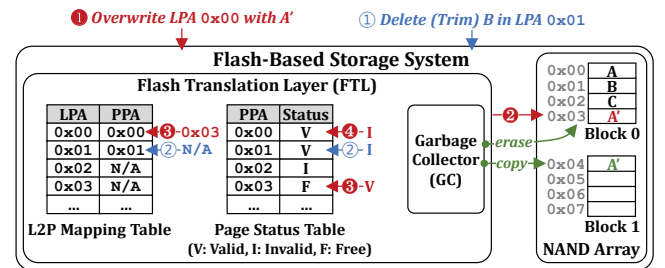 ❶ Overwrite LPA 0x00 with A'
① Delete (Trim) B in LPA 0x01
Flash-Based Storage System
Flash Translation Layer (FTL)
LPA PPA
0x00 0x00 ❸-0x03
0x01 0x01 ②-N/A
0x02 N/A
0x03 N/A
... ...
L2P Mapping Table
PPA Status
0x00 V ❹-I
0x01 V ②-I
0x02 I
0x03 F ❸-V
... ...
Page Status Table
(V: Valid, I: Invalid, F: Free)
Garbage
Collector
(GC)
❷
erase
copy
0x00 A
0x01 B
0x02 C
0x03 A'
Block 0
0x04 A'
0x05
0x06
0x07
Block 1
NAND Array